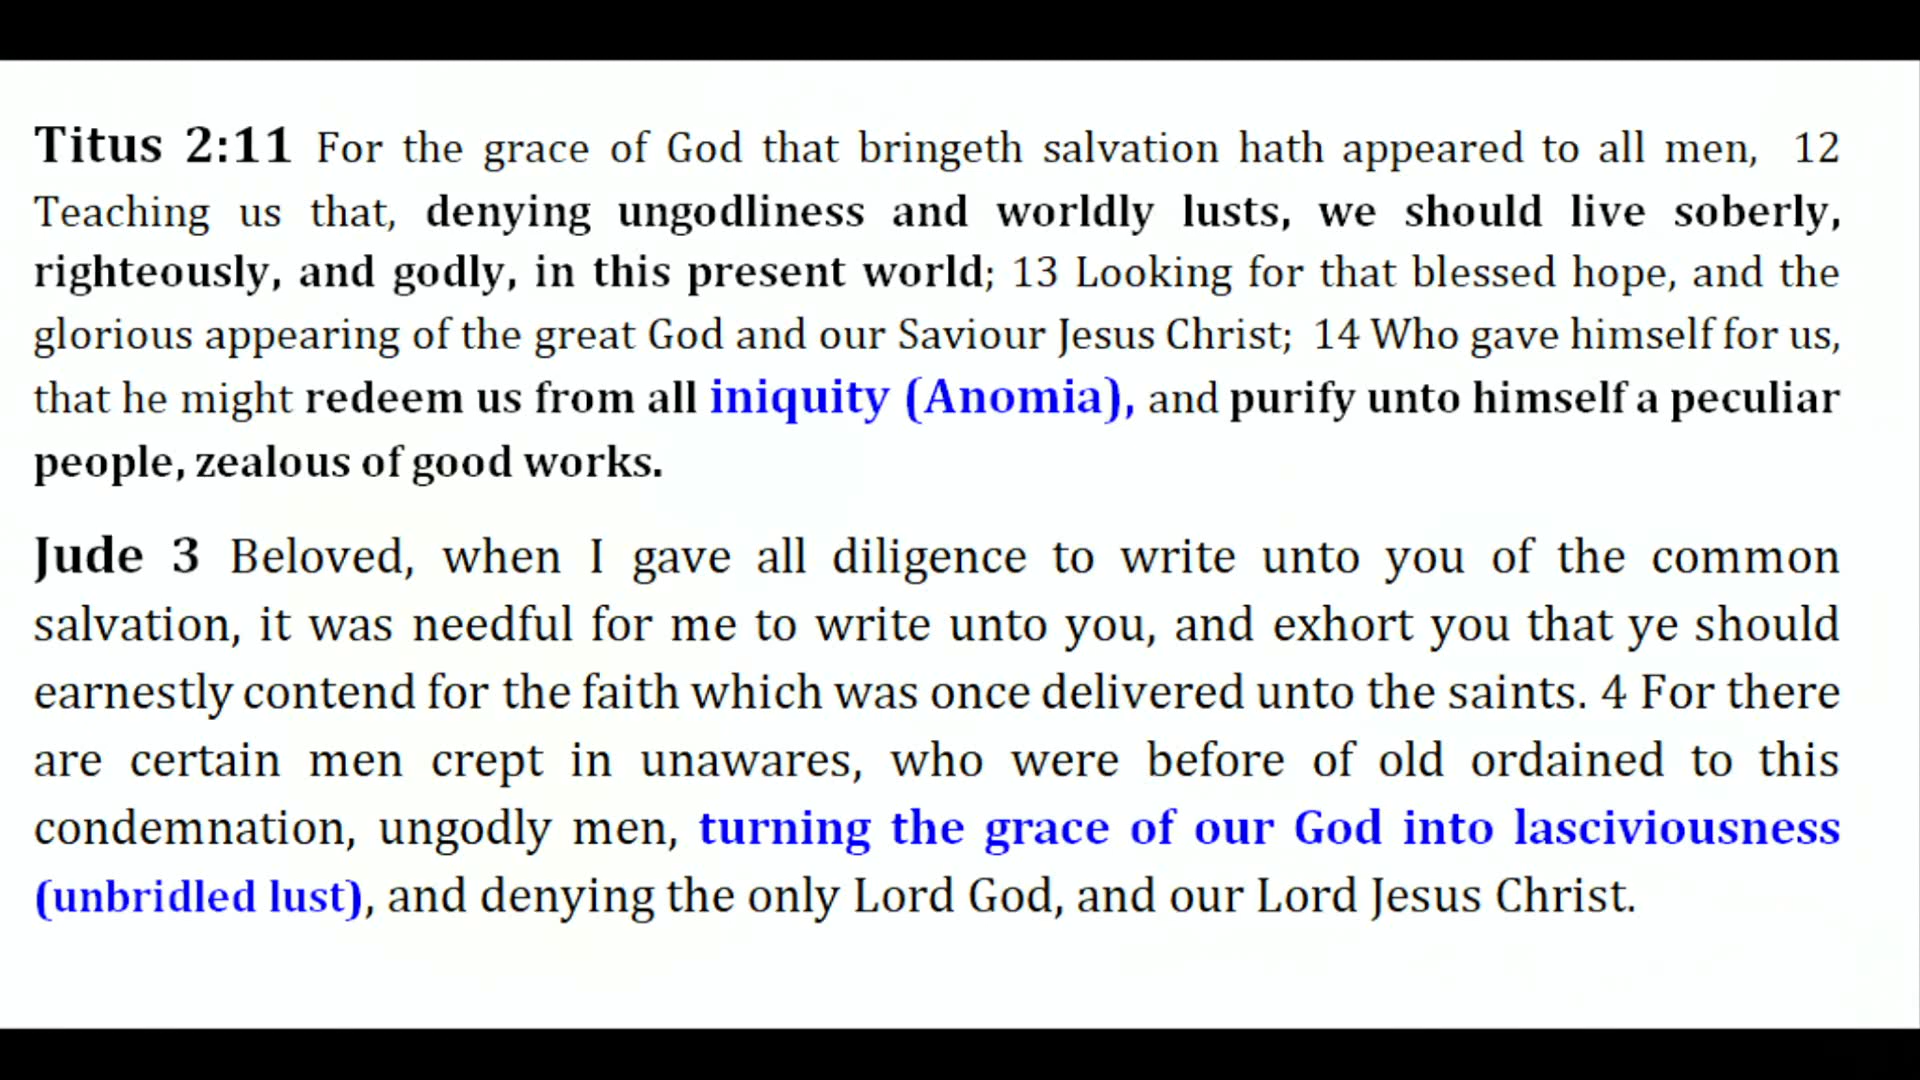 Titus 2:11 For the grace of God that bringeth salvation hath appeared to all men, 12
Teaching us that, denying ungodliness and worldly lusts, we should live soberly,
righteously, and godly, in this present world; 13 Looking for that blessed hope, and the
glorious appearing of the great God and our Saviour Jesus Christ; 14 Who gave himself for us,
that he might redeem us from all iniquity (Anomia), and purify unto himself a peculiar
people, zealous of good works.
Jude 3 Beloved, when I gave all diligence to write unto you of the common
salvation, it was needful for me to write unto you, and exhort you that ye should
earnestly contend for the faith which was once delivered unto the saints. 4 For there
are certain men crept in unawares, who were before of old ordained to this
condemnation, ungodly men, turning the grace of our God into lasciviousness
(unbridled lust), and denying the only Lord God, and our Lord Jesus Christ.